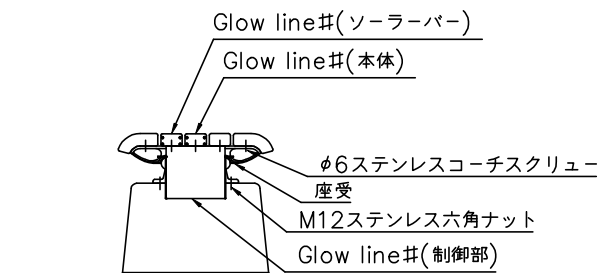 Glow line♯(ソーラーバー)
Glow line♯(本体)
φ6ステンレスコーチスクリュー
座受
M12ステンレス六角ナット
Glow line♯(制御部)